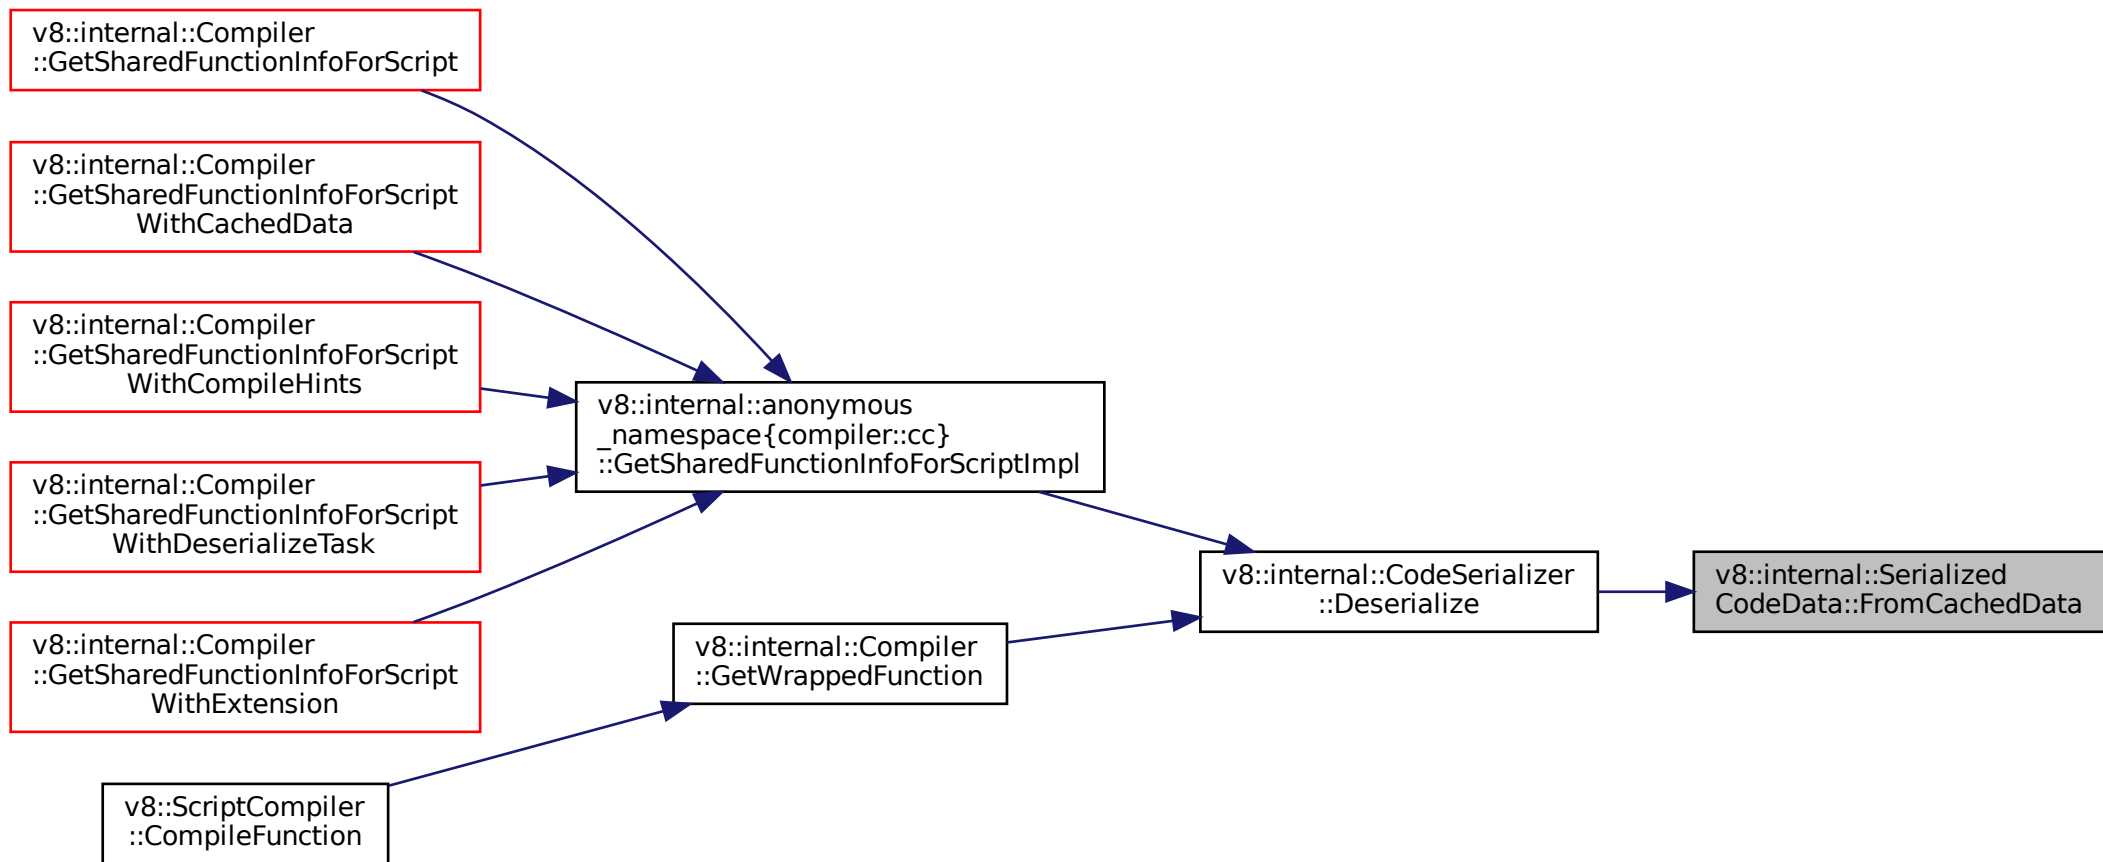 v8::internal::Compiler
::GetSharedFunctionInfoForScript
v8::internal::Compiler
::GetSharedFunctionInfoForScript
WithCachedData
v8::internal::Compiler
::GetSharedFunctionInfoForScript
WithCompileHints
v8::internal::Compiler
::GetSharedFunctionInfoForScript
WithDeserializeTask
v8::internal::Compiler
::GetSharedFunctionInfoForScript
WithExtension
v8::ScriptCompiler
::CompileFunction
v8::internal::anonymous
_namespace{compiler::cc}
::GetSharedFunctionInfoForScriptImpl
v8::internal::Compiler
::GetWrappedFunction
v8::internal::CodeSerializer
::Deserialize
v8::internal::Serialized
CodeData::FromCachedData